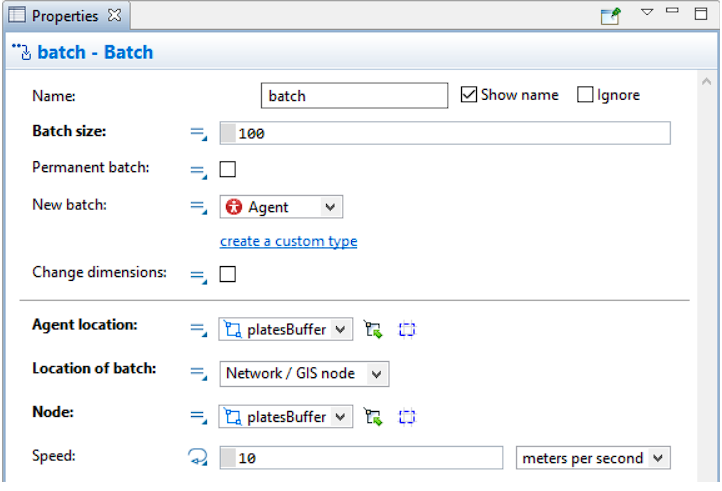 Properties
batch - Batch
Name: batch Show name Ignore
Batch size: 100
Permanent batch:
New batch: Agent
create a custom type
Change dimensions:
Agent location: platesBuffer
Location of batch: Network / GIS node
Node: platesBuffer
Speed: 10 meters per second